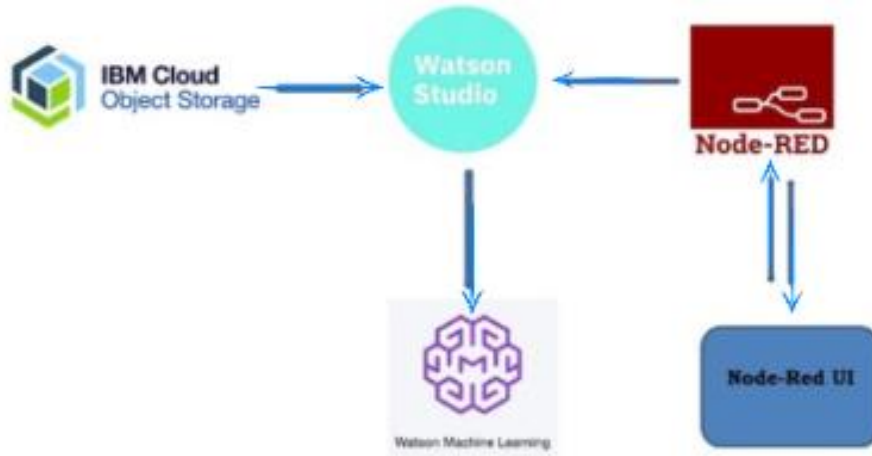 IBM Cloud
Object Storage
Watson
Studio
Node-RED
Watson Machine Learning
Node-Red UI